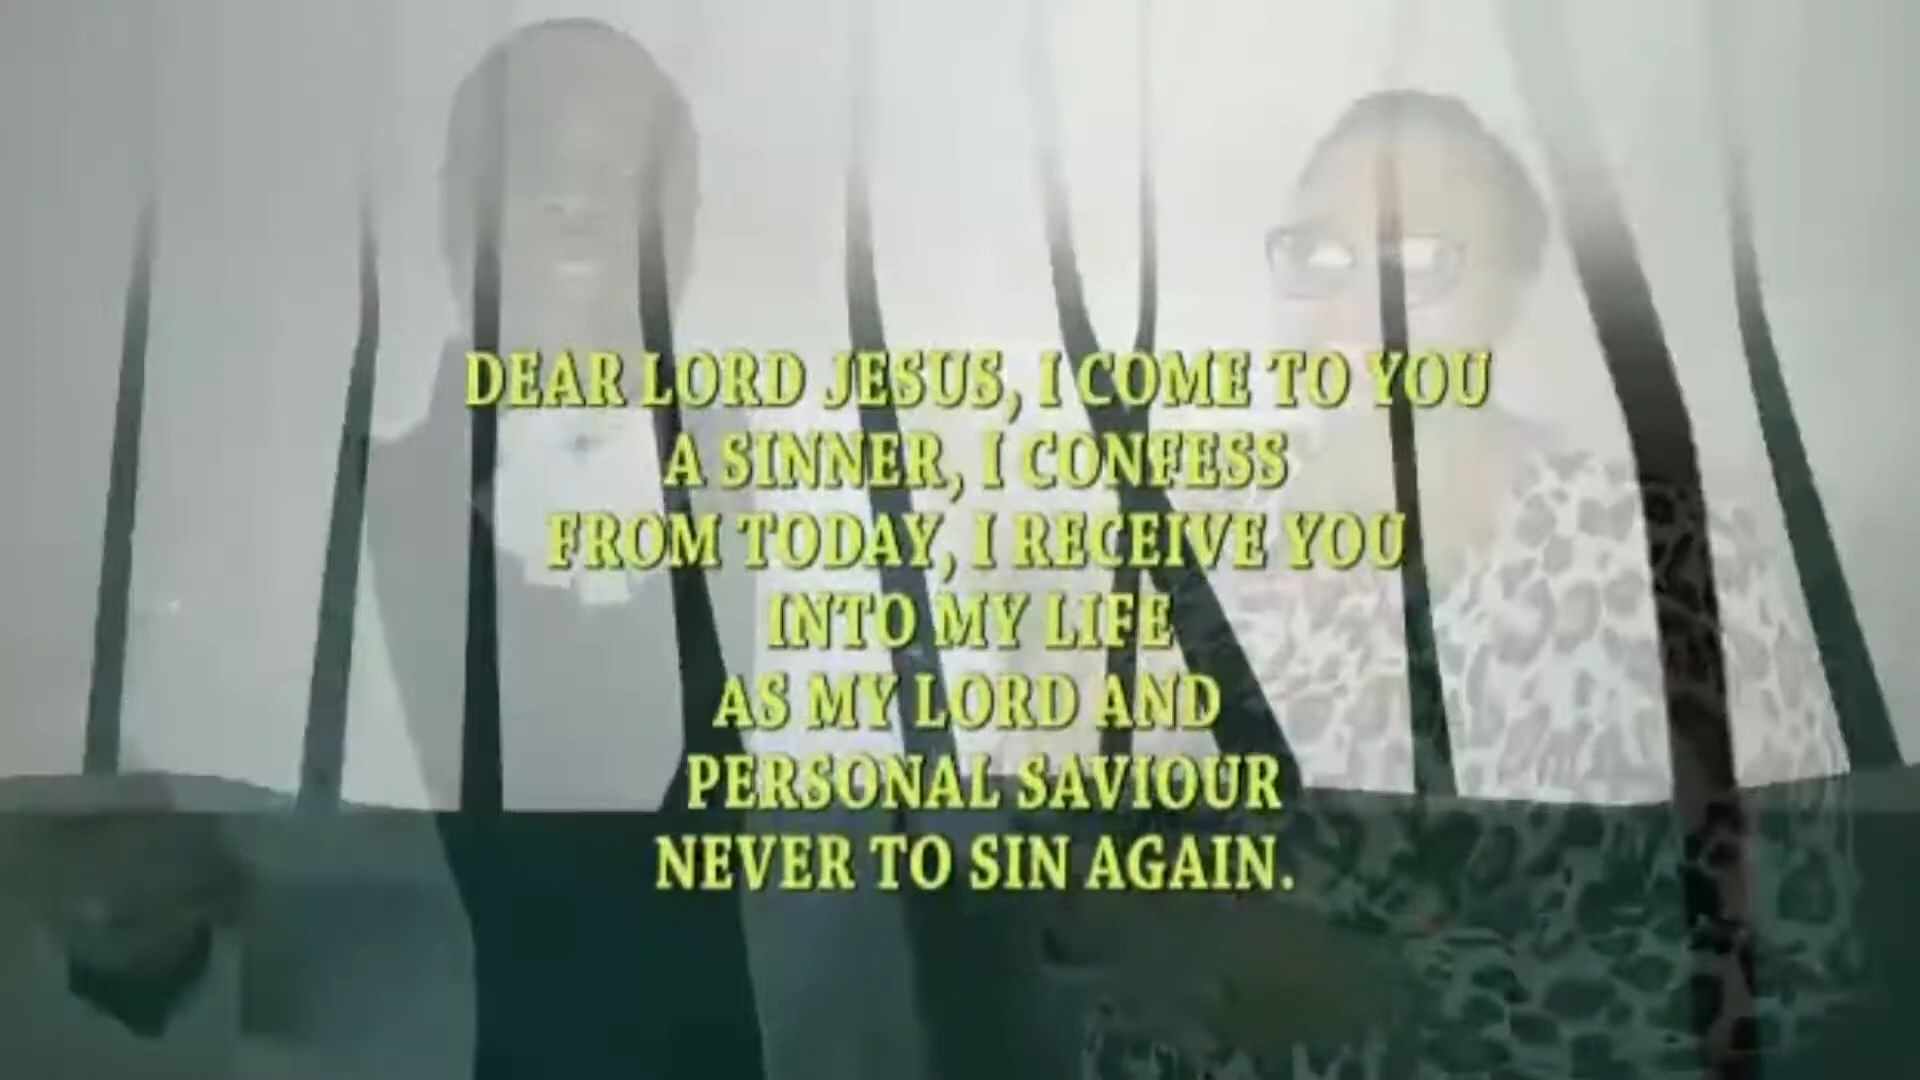 DEAR LORD JESUS, I COME TO YOU
A SINNER, I CONFESS
FROM TODAY, I RECEIVE YOU
INTO MY LIFE
AS MY LORD AND
PERSONAL SAVIOUR
NEVER TO SIN AGAIN.